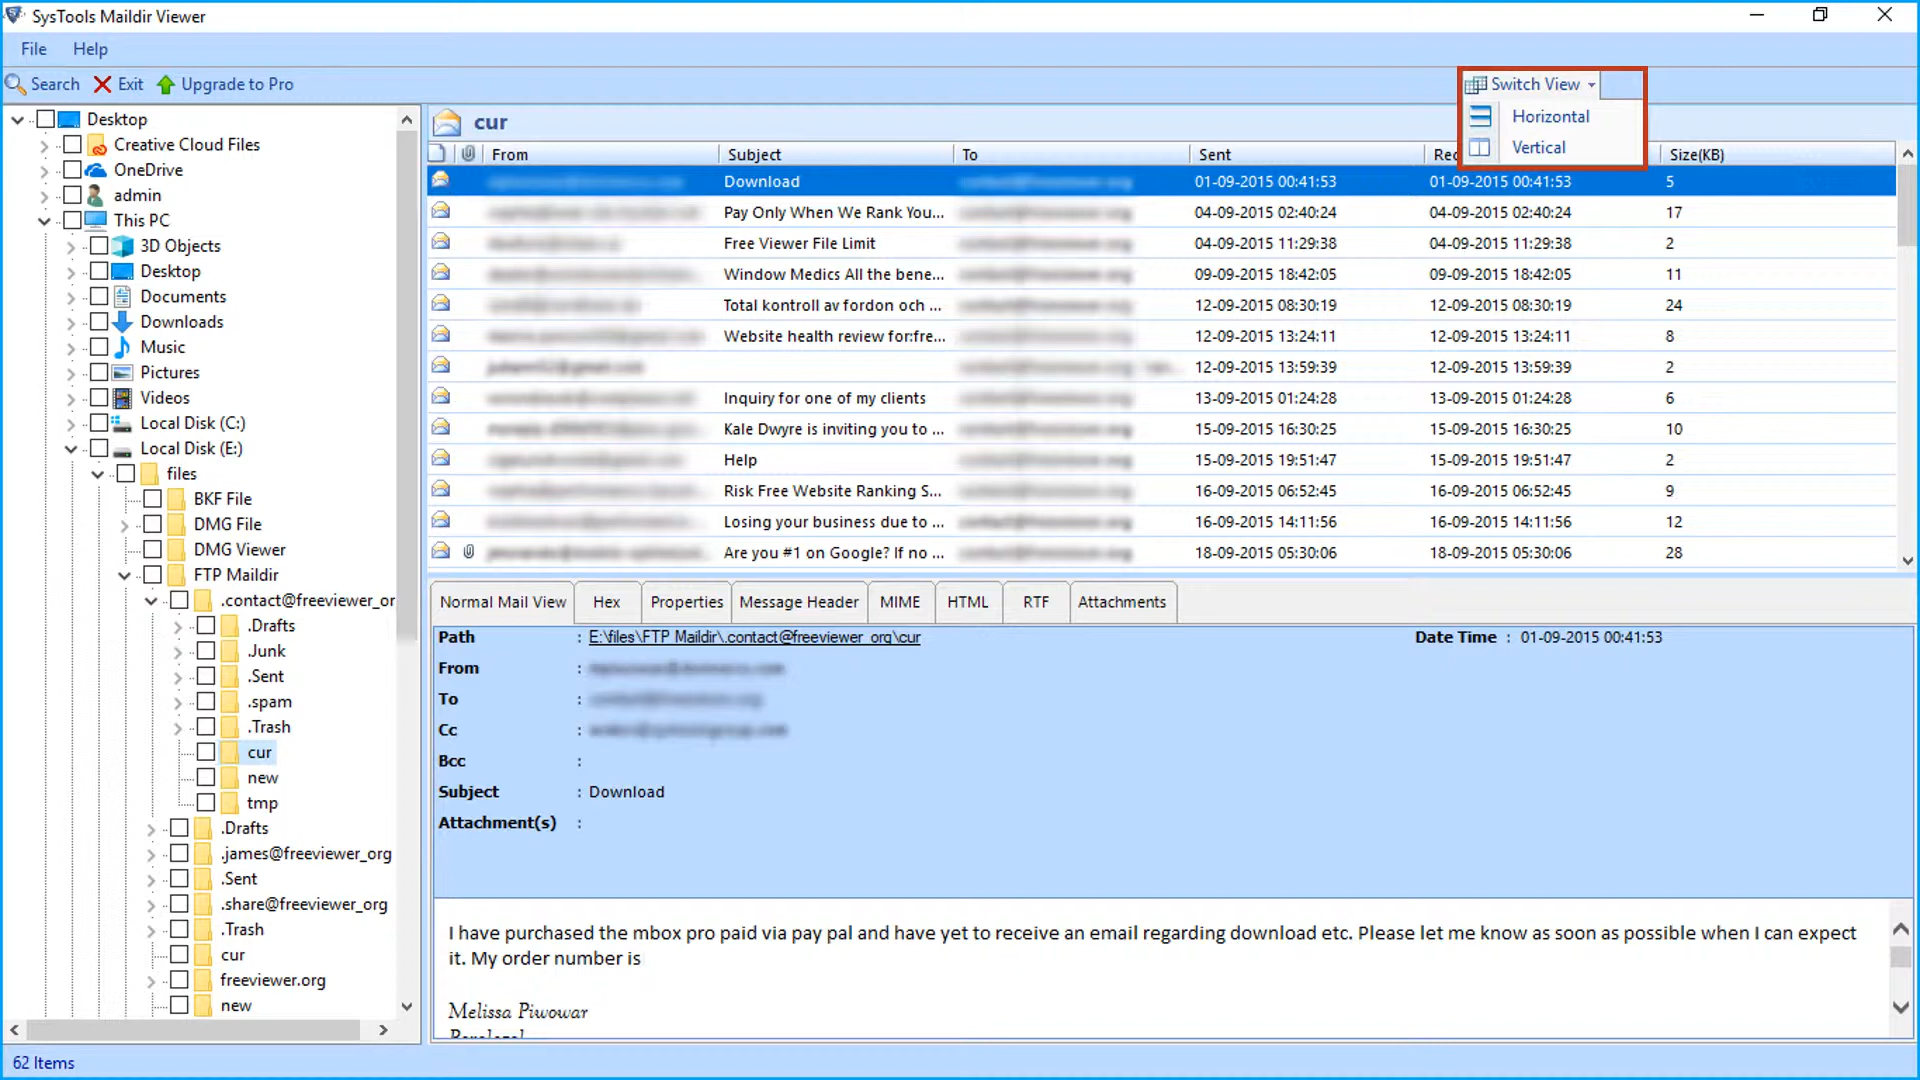 SysTools Maildir Viewer
File Help
Search Exit Upgrade to Pro
Switch View
Horizontal
Vertical
Desktop
Creative Cloud Files
OneDrive
admin
This PC
3D Objects
Desktop
Documents
Downloads
Music
Pictures
Videos
Local Disk (C:)
Local Disk (E:)
files
BKF File
DMG File
DMG Viewer
FTP Maildir
.contact@freeviewer_or
.Drafts
.Junk
.Sent
.spam
.Trash
cur
new
tmp
.Drafts
.james@freeviewer_org
.Sent
.share@freeviewer_org
.Trash
cur
freeviewer.org
new
cur
From Subject To Sent Size(KB)
Download 01-09-2015 00:41:53 01-09-2015 00:41:53 5
Pay Only When We Rank You... 04-09-2015 02:40:24 04-09-2015 02:40:24 17
Free Viewer File Limit 04-09-2015 11:29:38 04-09-2015 11:29:38 2
Window Medics All the bene... 09-09-2015 18:42:05 09-09-2015 18:42:05 11
Total kontroll av fordon och ... 12-09-2015 08:30:19 12-09-2015 08:30:19 24
Website health review for:fre... 12-09-2015 13:24:11 12-09-2015 13:24:11 8
12-09-2015 13:59:39 12-09-2015 13:59:39 2
Inquiry for one of my clients 13-09-2015 01:24:28 13-09-2015 01:24:28 6
Kale Dwyre is inviting you to ... 15-09-2015 16:30:25 15-09-2015 16:30:25 10
Help 15-09-2015 19:51:47 15-09-2015 19:51:47 2
Risk Free Website Ranking S... 16-09-2015 06:52:45 16-09-2015 06:52:45 9
Losing your business due to ... 16-09-2015 14:11:56 16-09-2015 14:11:56 12
Are you #1 on Google? If no ... 18-09-2015 05:30:06 18-09-2015 05:30:06 28
Normal Mail View Hex Properties Message Header MIME HTML RTF Attachments
Path : E:\files\FTP Maildir\.contact@freeviewer_org\cur Date Time : 01-09-2015 00:41:53
From :
To :
Cc :
Bcc :
Subject : Download
Attachment(s) :
I have purchased the mbox pro paid via pay pal and have yet to receive an email regarding download etc. Please let me know as soon as possible when I can expect
it. My order number is
Melissa Piwowar
62 Items